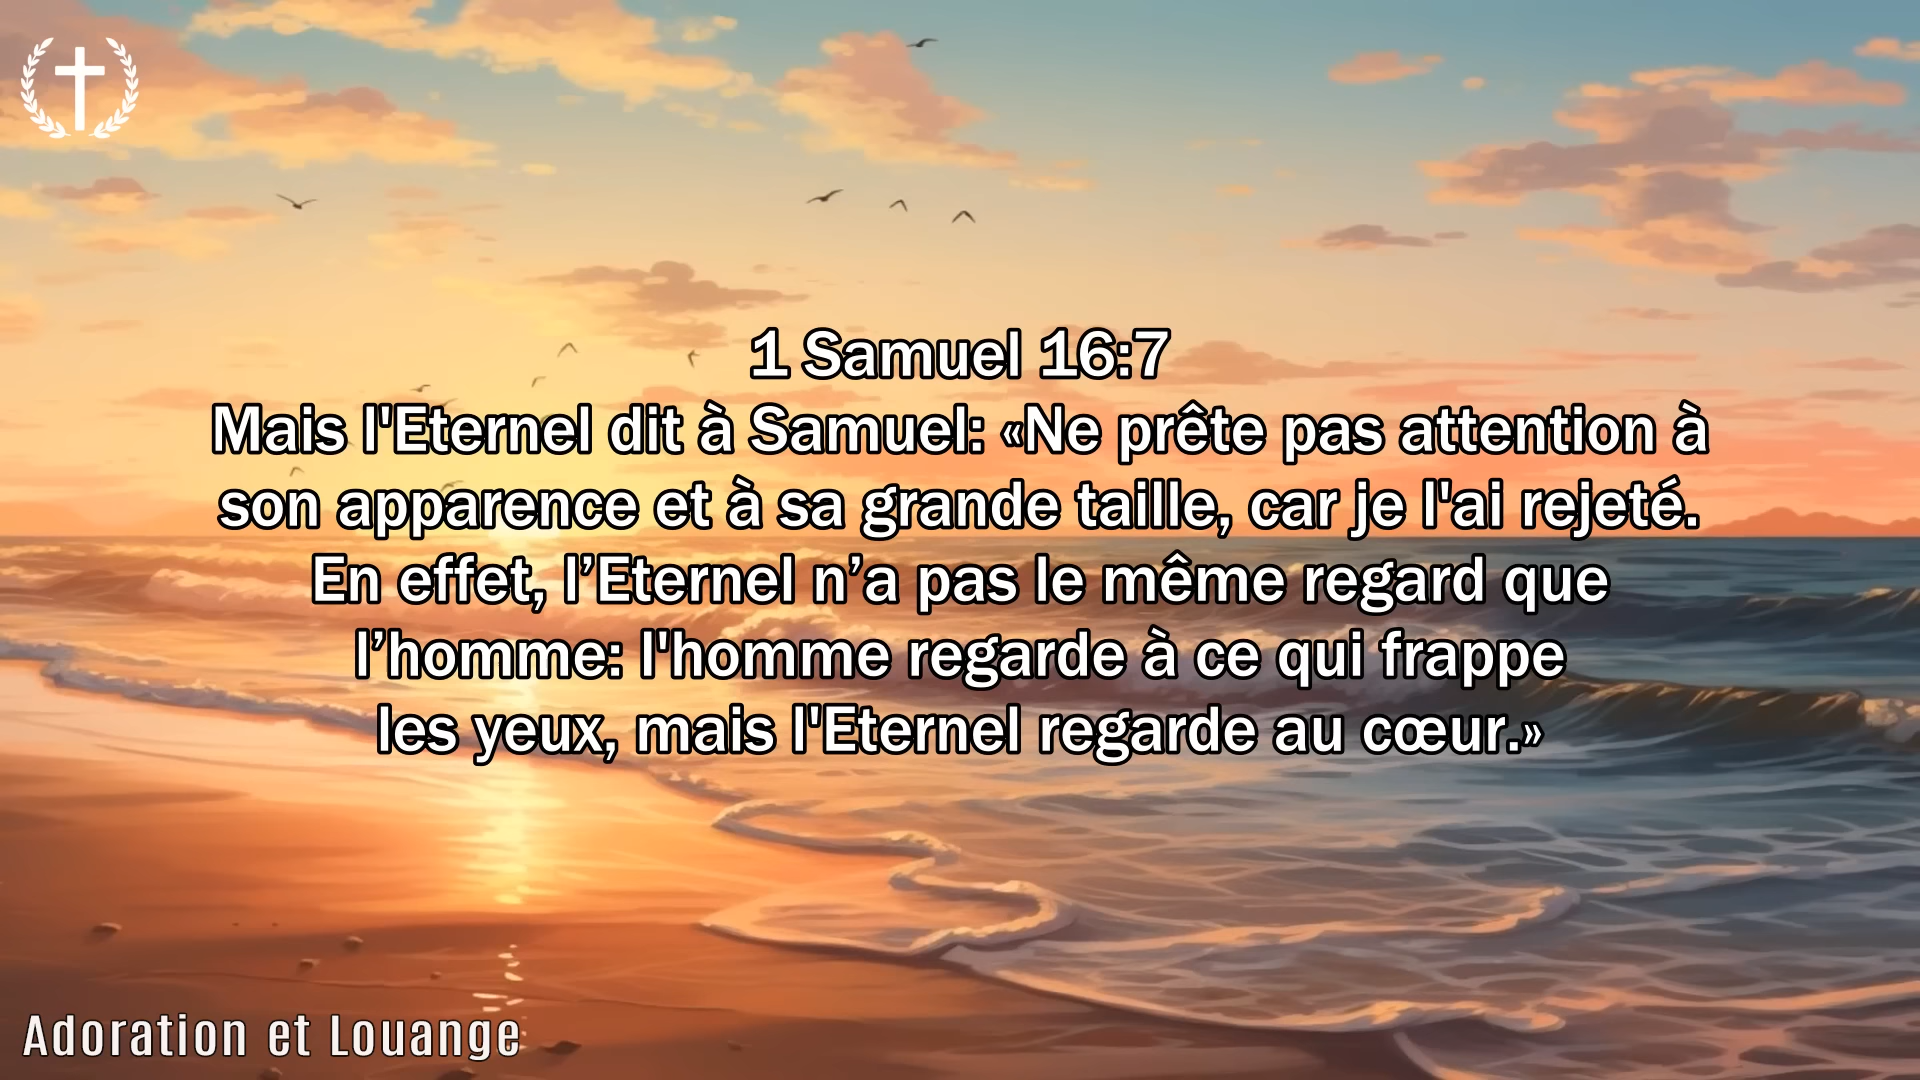 1 Samuel 16:7
Mais l'Eternel dit à Samuel: «Ne prête pas attention à
son apparence et à sa grande taille, car je l'ai rejeté.
En effet, l’Eternel n’a pas le même regard que
l’homme: l'homme regarde à ce qui frappe
les yeux, mais l'Eternel regarde au cœur.»
Adoration et Louange